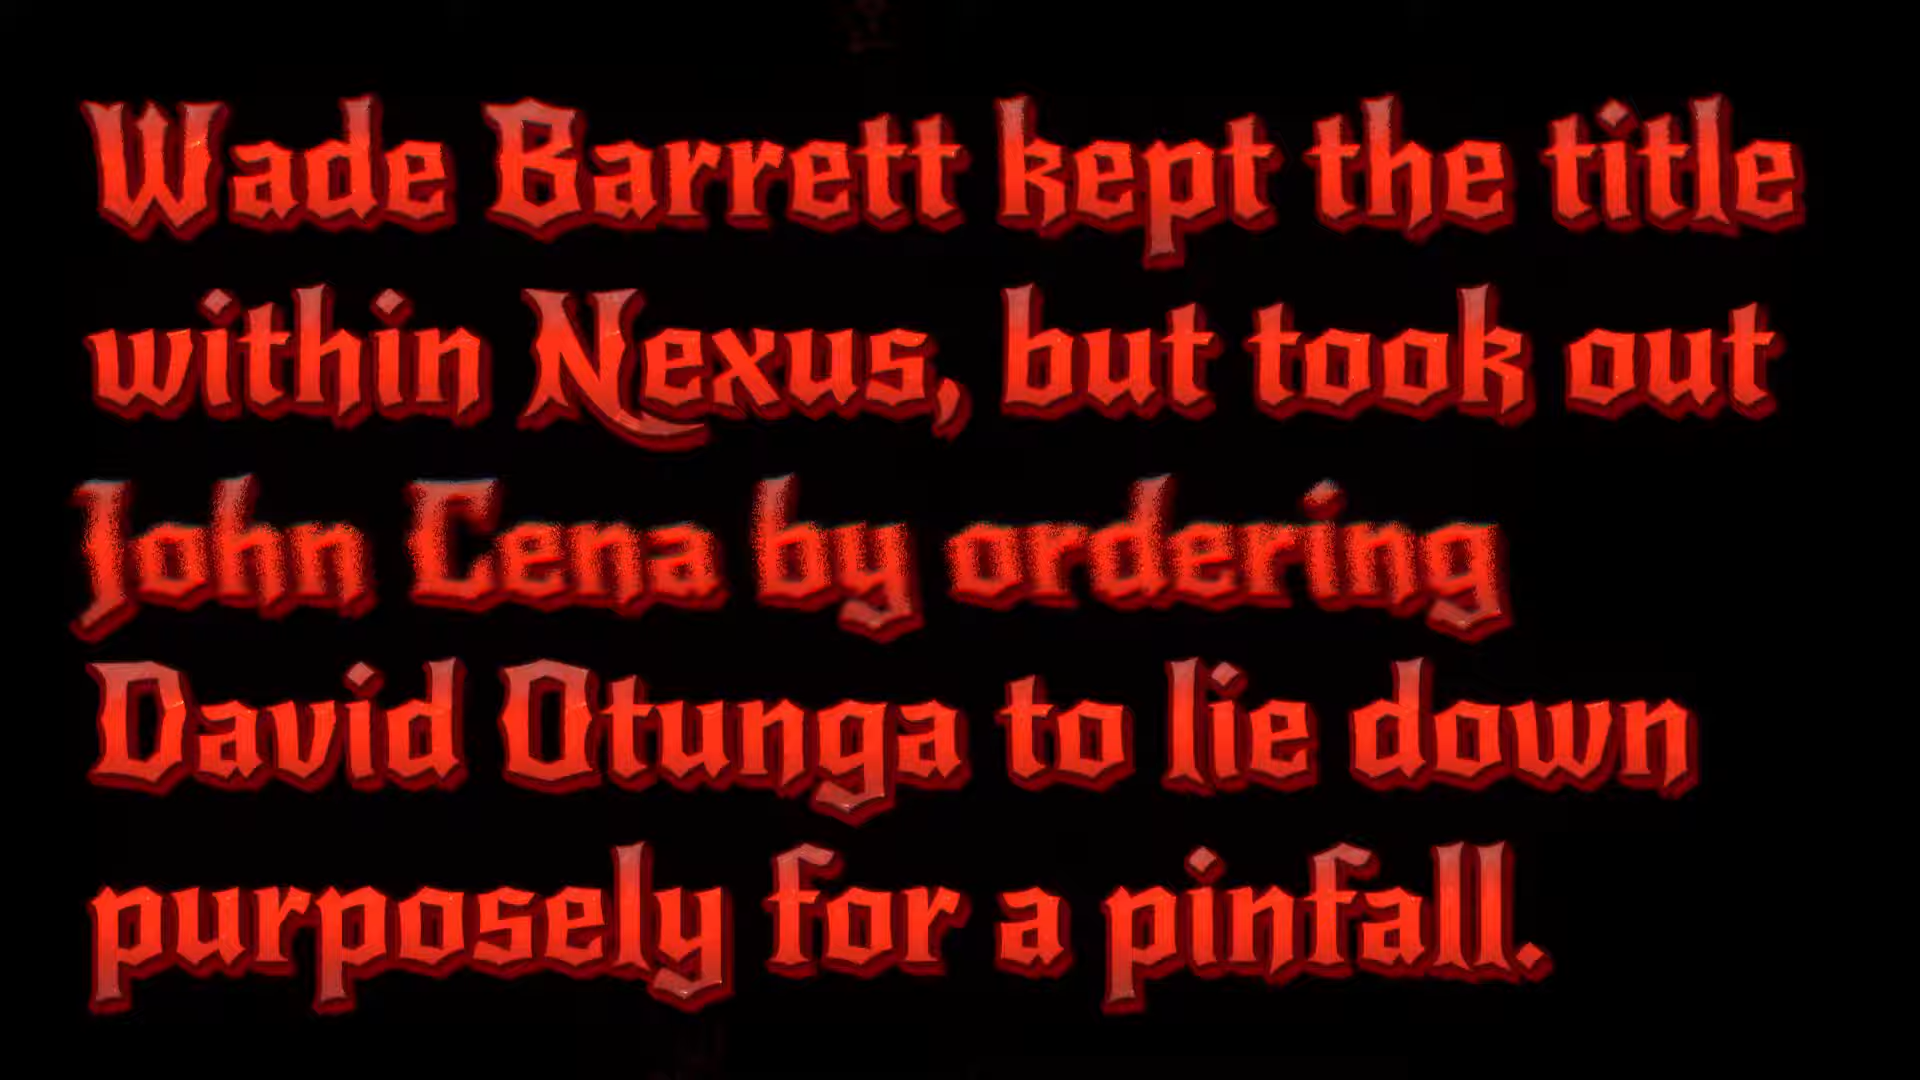 Wade Barrett kept the title
within Nexus, but took out
John Cena by ordering
David Otunga to lie down
purposely for a pinfall.